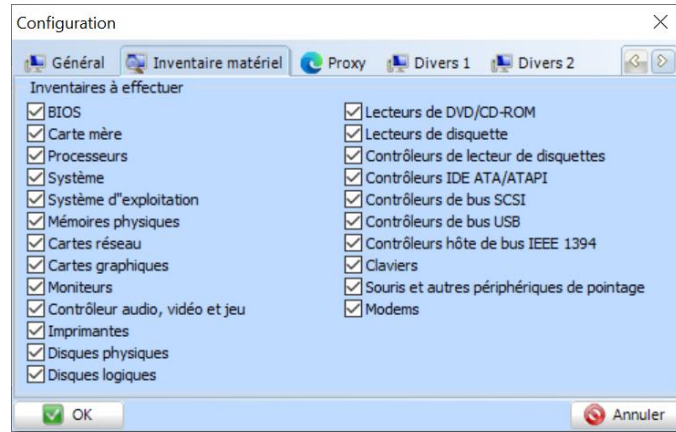 Configuration
Général
Inventaire matériel
Proxy
Divers 1
Divers 2
Inventaires à effectuer
BIOS
Carte mère
Processeurs
Système
Système d"exploitation
Mémoires physiques
Cartes réseau
Cartes graphiques
Moniteurs
Contrôleur audio, vidéo et jeu
Imprimantes
Disques physiques
Disques logiques
Lecteurs de DVD/CD-ROM
Lecteurs de disquette
Contrôleurs de lecteur de disquettes
Contrôleurs IDE ATA/ATAPI
Contrôleurs de bus SCSI
Contrôleurs de bus USB
Contrôleurs hôte de bus IEEE 1394
Claviers
Souris et autres périphériques de pointage
Modems
OK
Annuler